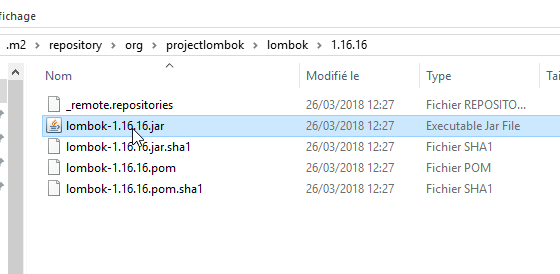 ffichage
.m2 repository org projectlombok lombok 1.16.16
Nom Modifié le Type Tai
_remote.repositories 26/03/2018 12:27 Fichier REPOSITO...
lombok-1.16.16.jar 26/03/2018 12:27 Executable Jar File
lombok-1.16.16.jar.sha1 26/03/2018 12:27 Fichier SHA1
lombok-1.16.16.pom 26/03/2018 12:27 Fichier POM
lombok-1.16.16.pom.sha1 26/03/2018 12:27 Fichier SHA1